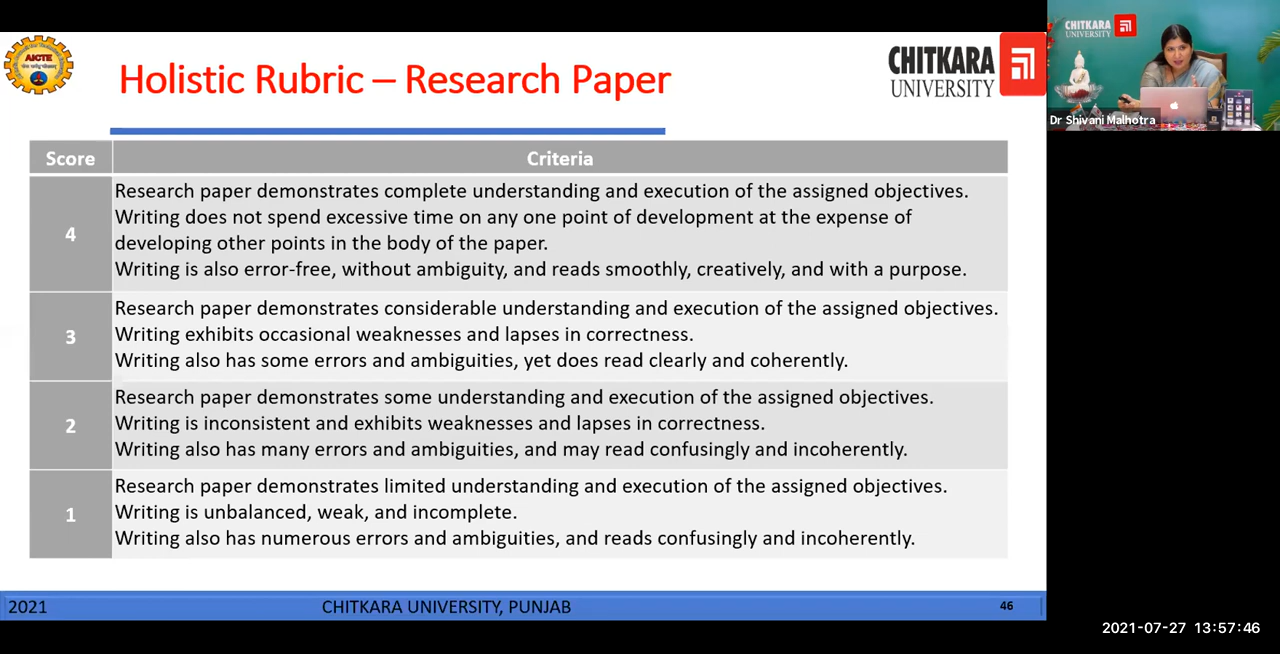 AICTE
Holistic Rubric – Research Paper
CHITKARA
UNIVERSITY
CHITKARA
UNIVERSITY
Dr Shivani Malhotra
Score Criteria
4
Research paper demonstrates complete understanding and execution of the assigned objectives.
Writing does not spend excessive time on any one point of development at the expense of
developing other points in the body of the paper.
Writing is also error-free, without ambiguity, and reads smoothly, creatively, and with a purpose.
3
Research paper demonstrates considerable understanding and execution of the assigned objectives.
Writing exhibits occasional weaknesses and lapses in correctness.
Writing also has some errors and ambiguities, yet does read clearly and coherently.
2
Research paper demonstrates some understanding and execution of the assigned objectives.
Writing is inconsistent and exhibits weaknesses and lapses in correctness.
Writing also has many errors and ambiguities, and may read confusingly and incoherently.
1
Research paper demonstrates limited understanding and execution of the assigned objectives.
Writing is unbalanced, weak, and incomplete.
Writing also has numerous errors and ambiguities, and reads confusingly and incoherently.
2021 CHITKARA UNIVERSITY, PUNJAB 46
2021-07-27 13:57:46